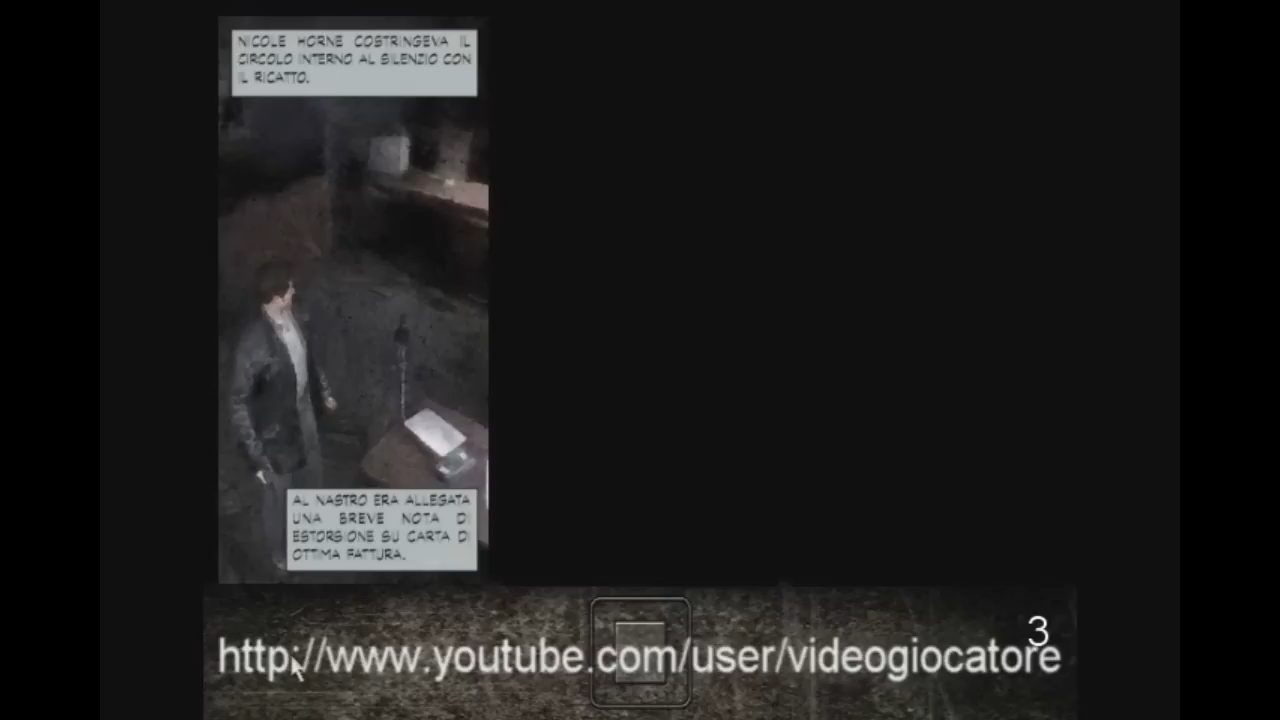 NICOLE HORNE COSTRINGEVA IL
CIRCOLO INTERNO AL SILENZIO CON
IL RICATTO.
AL NASTRO ERA ALLEGATA
UNA BREVE NOTA DI
ESTORSIONE SU CARTA DI
OTTIMA FATTURA.
3
http://www.youtube.com/user/videogiocatore